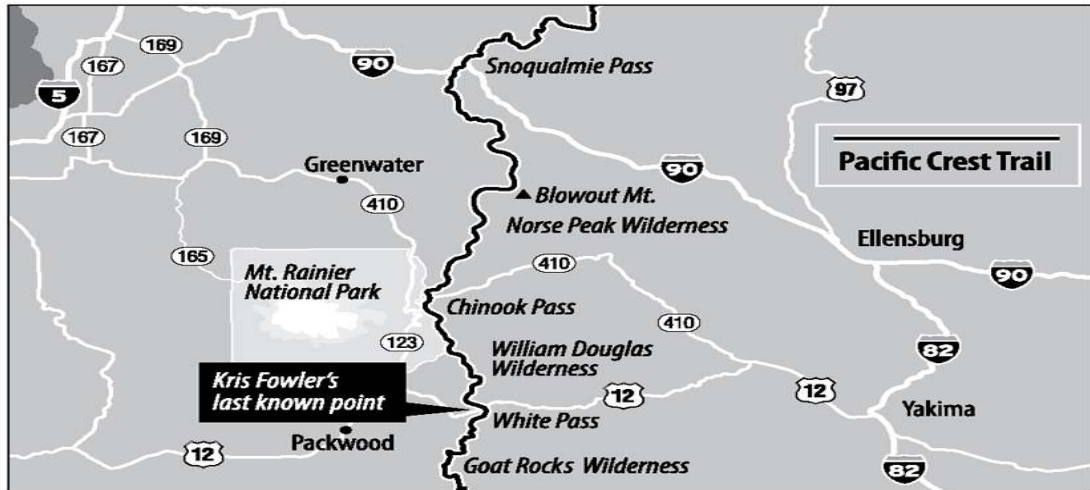 169
167
90
Snoqualmie Pass
5
97
167
169
Pacific Crest Trail
Greenwater
90
Blowout Mt.
410
Norse Peak Wilderness
Ellensburg
165
410
90
Mt. Rainier
National Park
Chinook Pass
410
123
82
William Douglas
Wilderness
Kris Fowler's
last known point
12
12
Yakima
White Pass
Packwood
12
Goat Rocks Wilderness
82